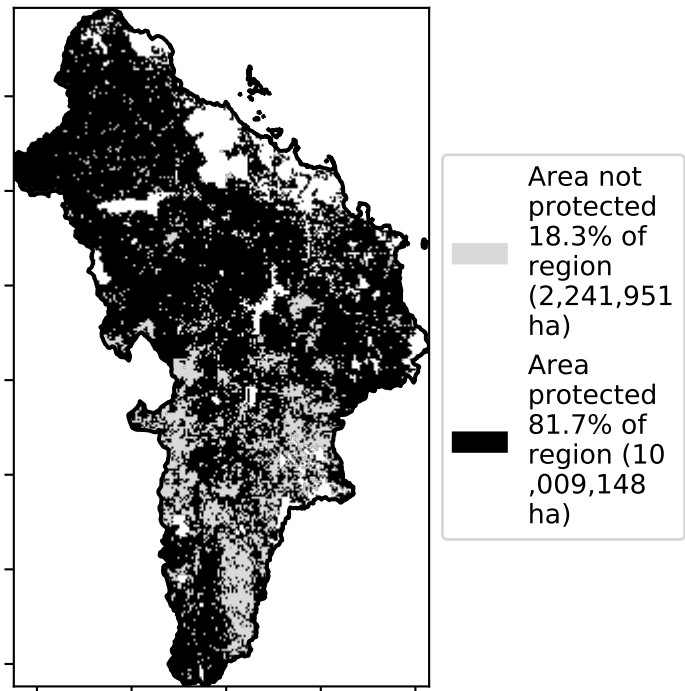 Area not
protected
18.3% of
region
(2,241,951
ha)
Area
protected
81.7% of
region (10
,009,148
ha)